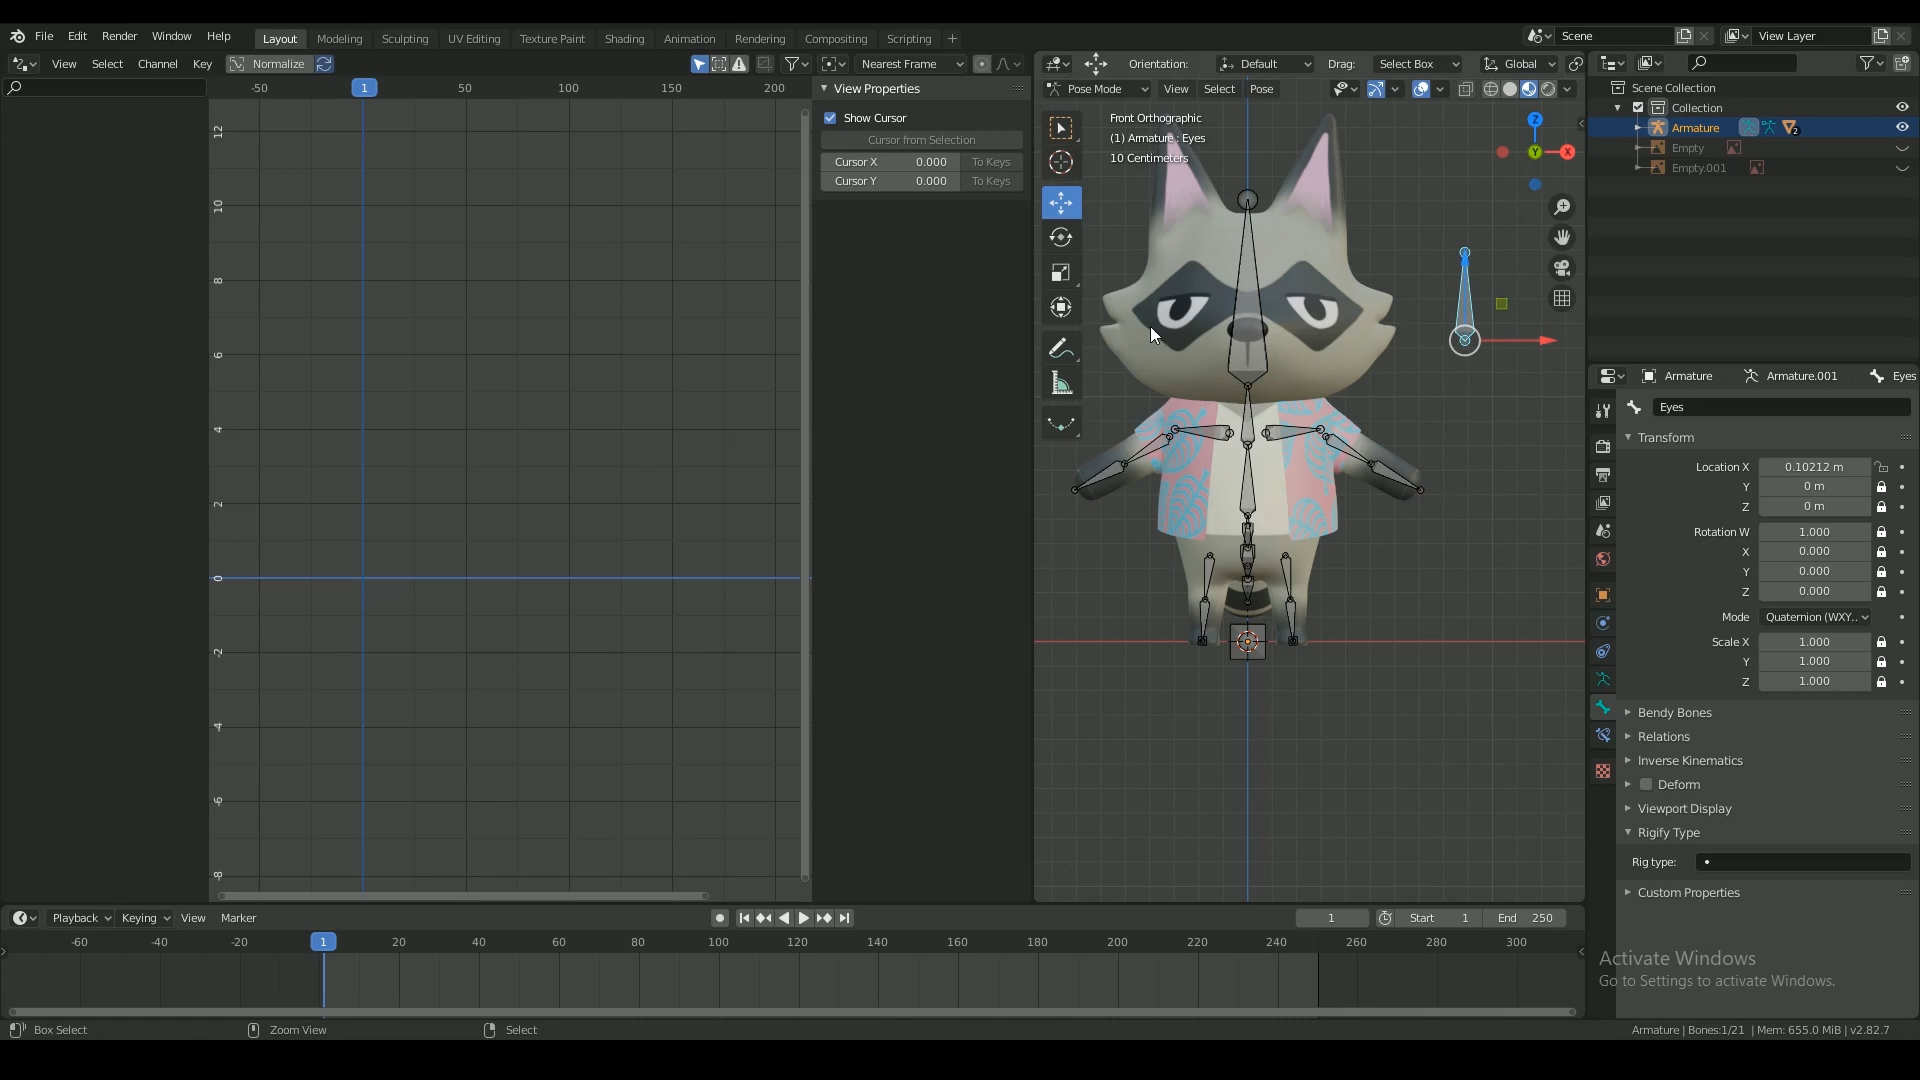 File Edit Render Window Help Layout Modeling Sculpting UV Editing Texture Paint Shading Animation Rendering Compositing Scripting + Scene View Layer
View Select Channel Key Normalize Nearest Frame Orientation: Default Drag: Select Box Global
-50 1 50 100 150 200 View Properties Pose Mode View Select Pose Scene Collection
Show Cursor Front Orthographic Collection
Cursor from Selection (1) Armature : Eyes Armature 2
Cursor X 0.000 To Keys 10 Centimeters Empty
Cursor Y 0.000 To Keys Empty.001
Z
Y
X
12
10
8
6
4
2
0
-2
-4
-6
-8
Armature Armature.001 Eyes
Eyes
Transform
Location X 0.10212 m
Y 0 m
Z 0 m
Rotation W 1.000
X 0.000
Y 0.000
Z 0.000
Mode Quaternion (WXY..
Scale X 1.000
Y 1.000
Z 1.000
Bendy Bones
Relations
Inverse Kinematics
Deform
Viewport Display
Rigify Type
Rig type:
Custom Properties
Playback Keying View Marker 1 Start 1 End 250
-60 -40 -20 1 20 40 60 80 100 120 140 160 180 200 220 240 260 280 300
Activate Windows
Go to Settings to activate Windows.
Box Select Zoom View Select Armature | Bones:1/21 | Mem: 655.0 MiB | v2.82.7